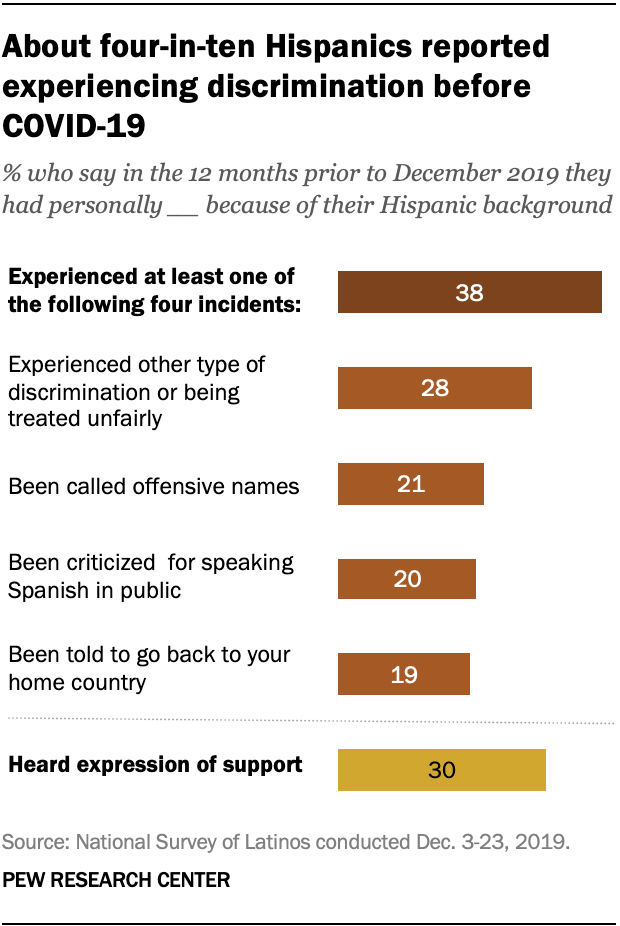 About four-in-ten Hispanics reported
experiencing discrimination before
COVID-19
% who say in the 12 months prior to December 2019 they
had personally __ because of their Hispanic background
Experienced at least one of
the following four incidents:
38
Experienced other type of
discrimination or being
treated unfairly
28
Been called offensive names
21
Been criticized for speaking
Spanish in public
20
Been told to go back to your
home country
19
Heard expression of support
30
Source: National Survey of Latinos conducted Dec. 3-23, 2019.
PEW RESEARCH CENTER